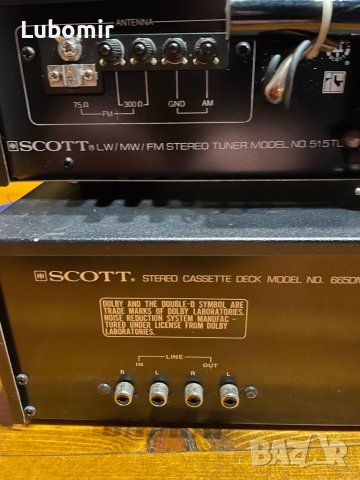 Lubomir
ANTENNA
75Ω
300Ω
GND
AM
FM
SCOTT® LW/MW/FM STEREO TUNER MODEL NO. 515TL
SCOTT. STEREO CASSETTE DECK MODEL NO. 665DM
DOLBY AND THE DOUBLE-D SYMBOL ARE
TRADE MARKS OF DOLBY LABORATORIES.
NOISE REDUCTION SYSTEM MANUFAC-
TURED UNDER LICENSE FROM DOLBY
LABORATORIES.
LINE
IN
OUT
R
L
R
L
BAZAR